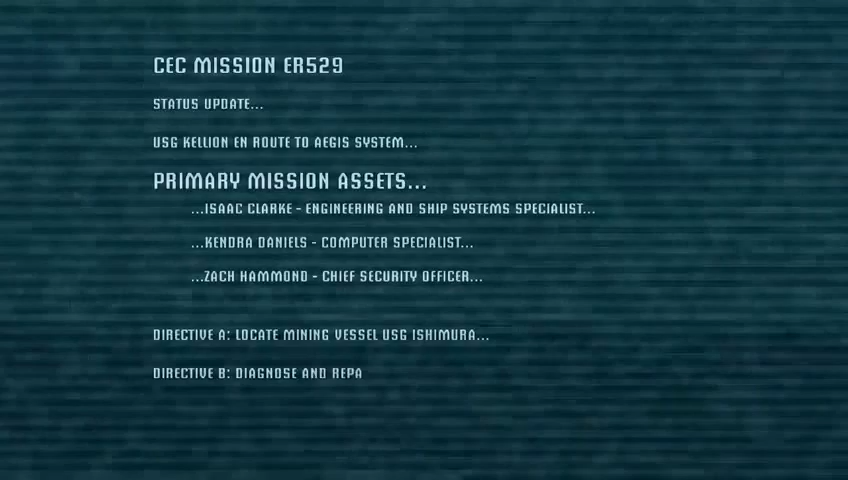 CEC MISSION ER529
STATUS UPDATE...
USG KELLION EN ROUTE TO AEGIS SYSTEM...
PRIMARY MISSION ASSETS...
...ISAAC CLARKE - ENGINEERING AND SHIP SYSTEMS SPECIALIST...
...KENDRA DANIELS - COMPUTER SPECIALIST...
...ZACH HAMMOND - CHIEF SECURITY OFFICER...
DIRECTIVE A: LOCATE MINING VESSEL USG ISHIMURA...
DIRECTIVE B: DIAGNOSE AND REPA